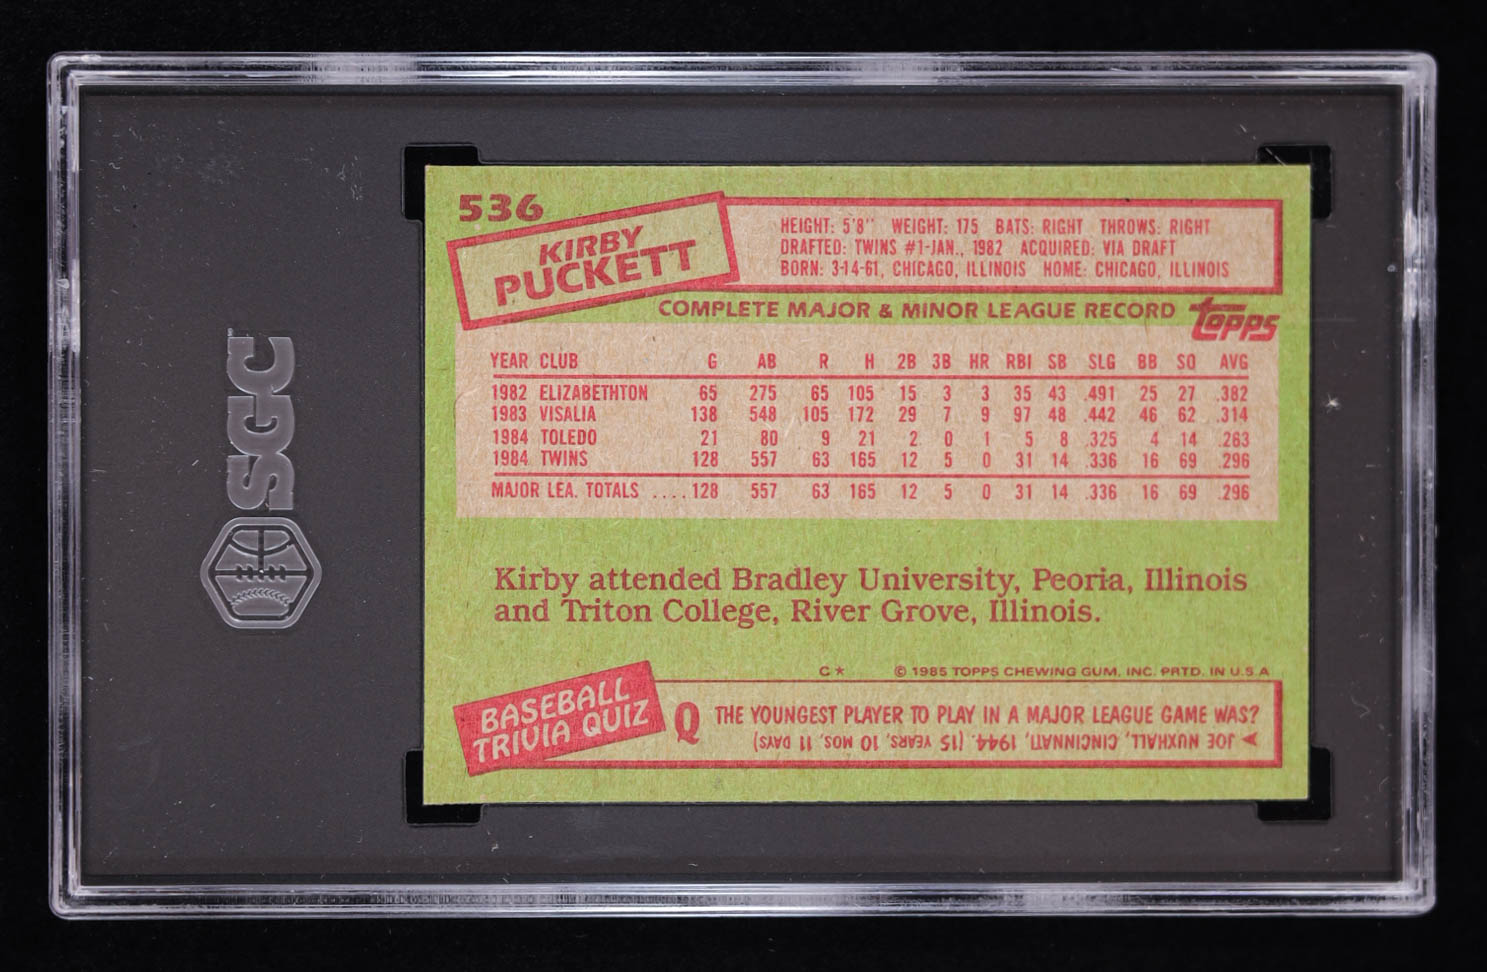 SGC
536
KIRBY
PUCKETT
HEIGHT: 5'8" WEIGHT: 175 BATS: RIGHT THROWS: RIGHT
DRAFTED: TWINS #1-JAN., 1982 ACQUIRED: VIA DRAFT
BORN: 3-14-61, CHICAGO, ILLINOIS HOME: CHICAGO, ILLINOIS
COMPLETE MAJOR & MINOR LEAGUE RECORD
topps
YEAR CLUB G AB R H 2B 3B HR RBI SB SLG BB SO AVG
1982 ELIZABETHTON 65 275 65 105 15 3 3 35 43 .491 25 27 .382
1983 VISALIA 138 548 105 172 29 7 9 97 48 .442 46 62 .314
1984 TOLEDO 21 80 9 21 2 0 1 5 8 .325 4 14 .263
1984 TWINS 128 557 63 165 12 5 0 31 14 .336 16 69 .296
MAJOR LEA. TOTALS ....128 557 63 165 12 5 0 31 14 .336 16 69 .296
Kirby attended Bradley University, Peoria, Illinois
and Triton College, River Grove, Illinois.
C* © 1985 TOPPS CHEWING GUM, INC. PRTD. IN U.S.A
BASEBALL
TRIVIA QUIZ
Q THE YOUNGEST PLAYER TO PLAY IN A MAJOR LEAGUE GAME WAS?
JOE NUXHALL, CINCINNATI, 1944. (15 YEARS, 10 MOS, 11 DAYS)